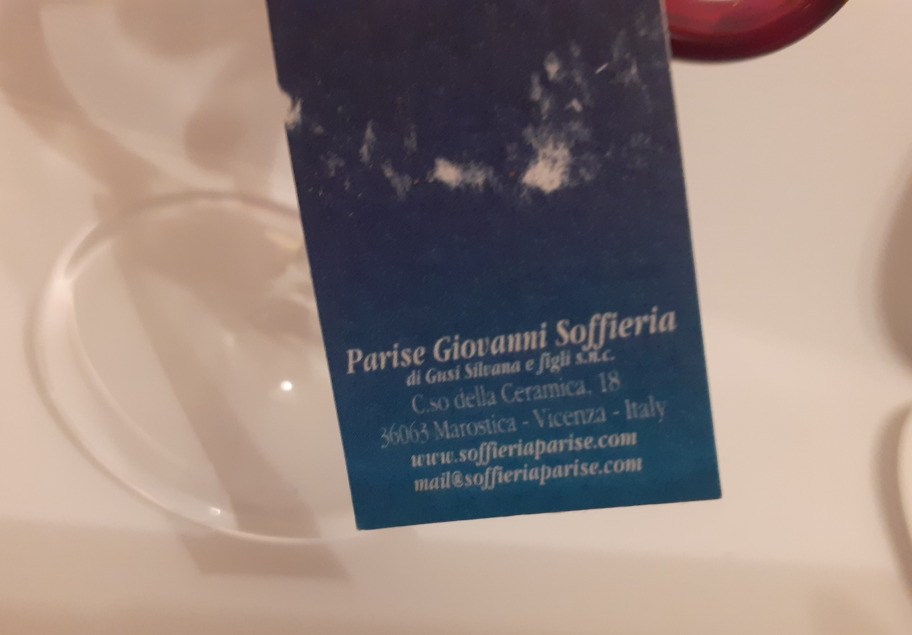 Parise Giovanni Soffieria
di Gusi Silvana e figli s.n.c.
C.so della Ceramica, 18
36063 Marostica - Vicenza - Italy
www.soffieriaparise.com
mail@soffieriaparise.com